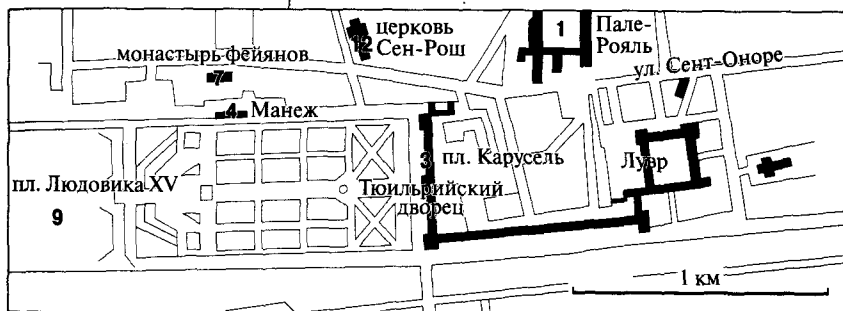 церковь
12
Сен-Рош
1
Пале-
Рояль
монастырь фейянов
7
ул. Сент-Оноре
4 Манеж
3
пл. Карусель
Лувр
пл. Людовика XV
9
Тюильрийский
дворец
1 км